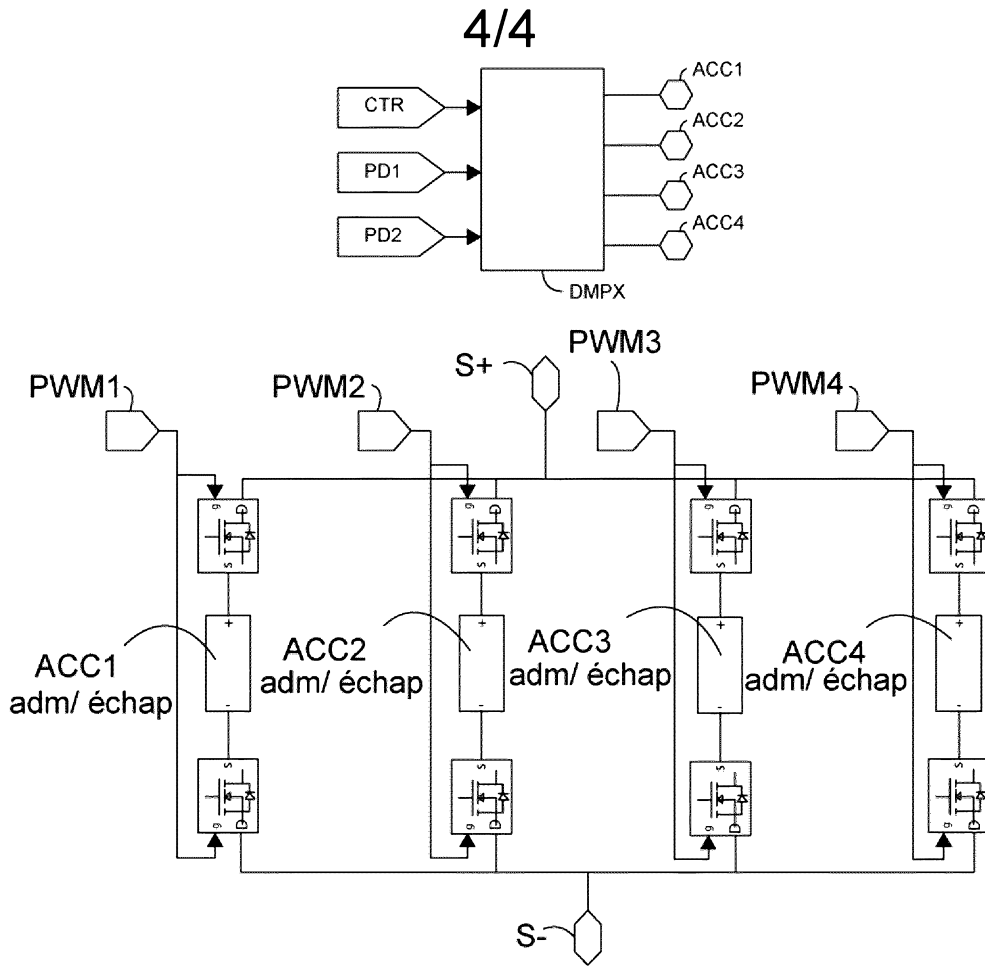 4/4
CTR
PD1
PD2
ACC1
ACC2
ACC3
ACC4
DMPX
PWM1
PWM2
S+
PWM3
PWM4
g
D
S
g
D
S
g
D
S
g
D
S
+
-
+
-
+
-
+
-
ACC1
adm/ échap
ACC2
adm/ échap
ACC3
adm/ échap
ACC4
adm/ échap
S
g
D
S
g
D
S
g
D
S
g
D
S-